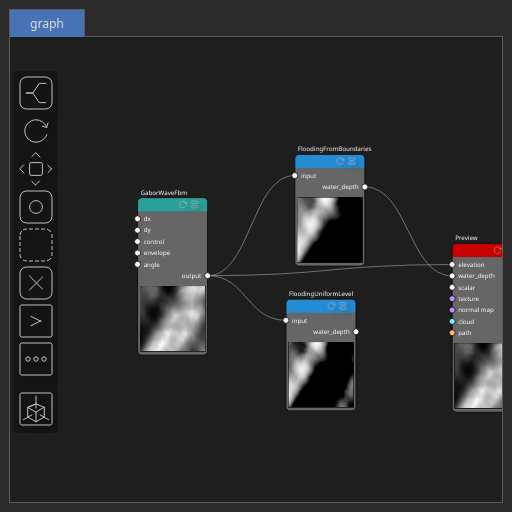 graph
FloodingFromBoundaries
input
water_depth
GaborWaveFbm
dx
dy
control
envelope
angle
output
Preview
elevation
water_depth
scalar
texture
normal map
cloud
path
FloodingUniformLevel
input
water_depth